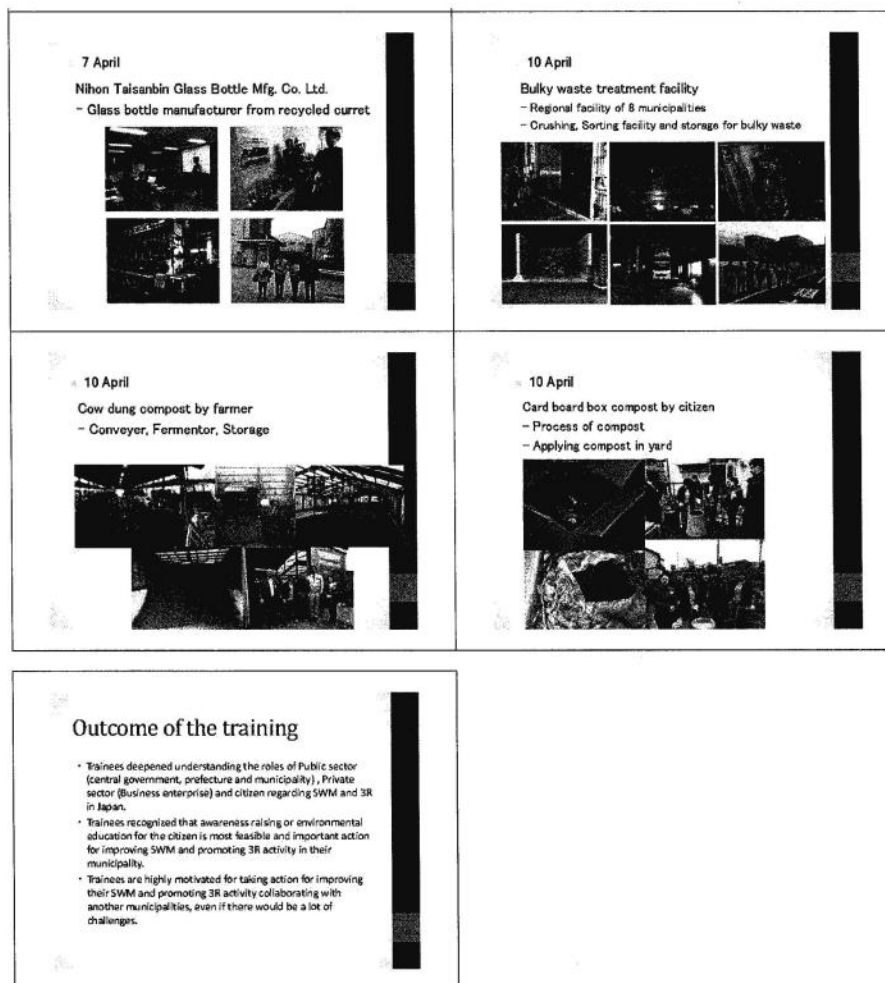 7 April
Nihon Taisanbin Glass Bottle Mfg. Co. Ltd.
– Glass bottle manufacturer from recycled curret
10 April
Bulky waste treatment facility
– Regional facility of 8 municipalities
– Crushing, Sorting facility and storage for bulky waste
10 April
Cow dung compost by farmer
– Conveyer, Fermentor, Storage
10 April
Card board box compost by citizen
– Process of compost
– Applying compost in yard
Outcome of the training
• Trainees deepened understanding the roles of Public sector
(central government, prefecture and municipality) , Private
sector (Business enterprise) and citizen regarding SWM and 3R
in Japan.
• Trainees recognized that awareness raising or environmental
education for the citizen is most feasible and important action
for improving SWM and promoting 3R activity in their
municipality.
• Trainees are highly motivated for taking action for improving
their SWM and promoting 3R activity collaborating with
another municipalities, even if there would be a lot of
challenges.